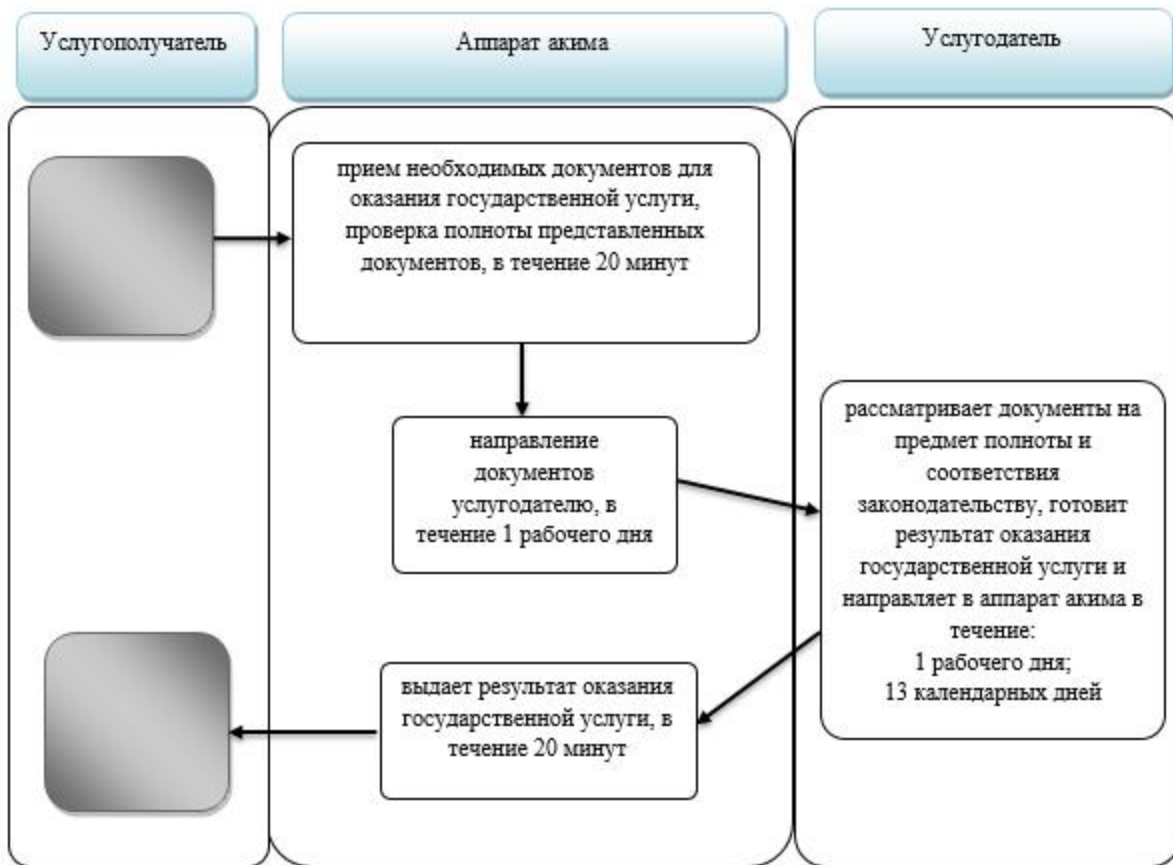 Услугополучатель
Аппарат акима
Услугодатель
прием необходимых документов для
оказания государственной услуги,
проверка полноты представленных
документов, в течение 20 минут
направление
документов
услугодателю, в
течение 1 рабочего дня
рассматривает документы на
предмет полноты и
соответствия
законодательству, готовит
результат оказания
государственной услуги и
направляет в аппарат акима в
течение:
1 рабочего дня;
13 календарных дней
выдает результат оказания
государственной услуги, в
течение 20 минут